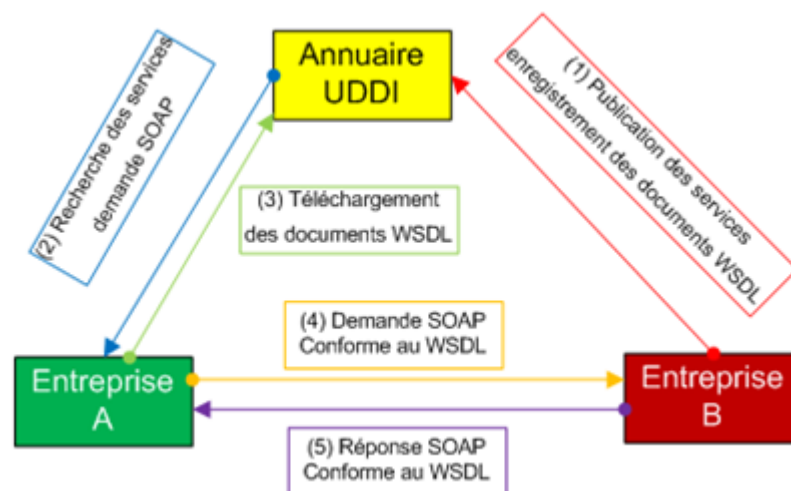 Annuaire
UDDI
(1) Publication des services
enregistrement des documents WSDL
(2) Recherche des services
demande SOAP
(3) Téléchargement
des documents WSDL
(4) Demande SOAP
Conforme au WSDL
Entreprise
A
Entreprise
B
(5) Réponse SOAP
Conforme au WSDL